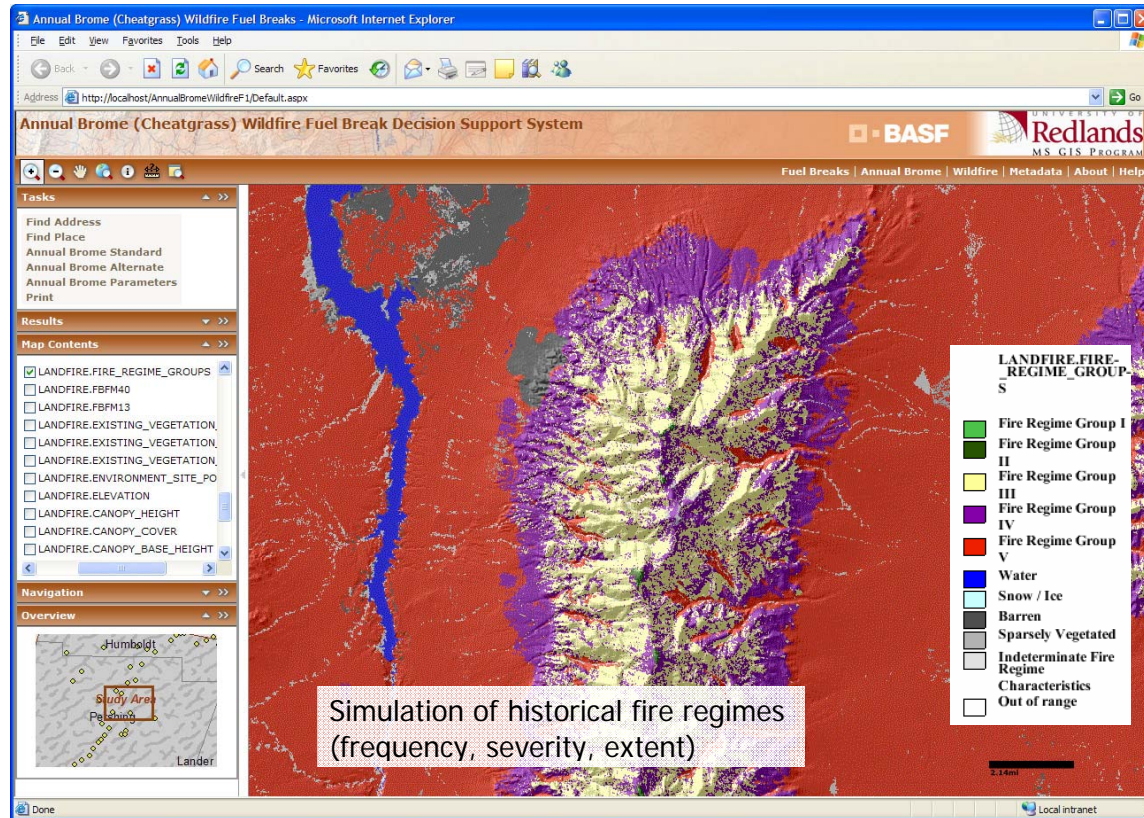 Annual Brome (Cheatgrass) Wildfire Fuel Breaks - Microsoft Internet Explorer
File Edit View Favorites Tools Help
Back Search Favorites
Address http://localhost/AnnualBromeWildfireF1/Default.aspx Go
Annual Brome (Cheatgrass) Wildfire Fuel Break Decision Support System
BASF
UNIVERSITY OF
Redlands
MS GIS PROGRAM
Fuel Breaks | Annual Brome | Wildfire | Metadata | About | Help
Tasks
Find Address
Find Place
Annual Brome Standard
Annual Brome Alternate
Annual Brome Parameters
Print
Results
Map Contents
LANDFIRE.FIRE_REGIME_GROUPS
LANDFIRE.FBFM40
LANDFIRE.FBFM13
LANDFIRE.EXISTING_VEGETATION_
LANDFIRE.EXISTING_VEGETATION_
LANDFIRE.EXISTING_VEGETATION_
LANDFIRE.ENVIRONMENT_SITE_PO
LANDFIRE.ELEVATION
LANDFIRE.CANOPY_HEIGHT
LANDFIRE.CANOPY_COVER
LANDFIRE.CANOPY_BASE_HEIGHT
Navigation
Overview
Humboldt
Study Area
Pershing
Lander
LANDFIRE.FIRE-
_REGIME_GROUP-
S
Fire Regime Group I
Fire Regime Group
II
Fire Regime Group
III
Fire Regime Group
IV
Fire Regime Group
V
Water
Snow / Ice
Barren
Sparsely Vegetated
Indeterminate Fire
Regime
Characteristics
Out of range
Simulation of historical fire regimes
(frequency, severity, extent)
2.14mi
Done
Local intranet